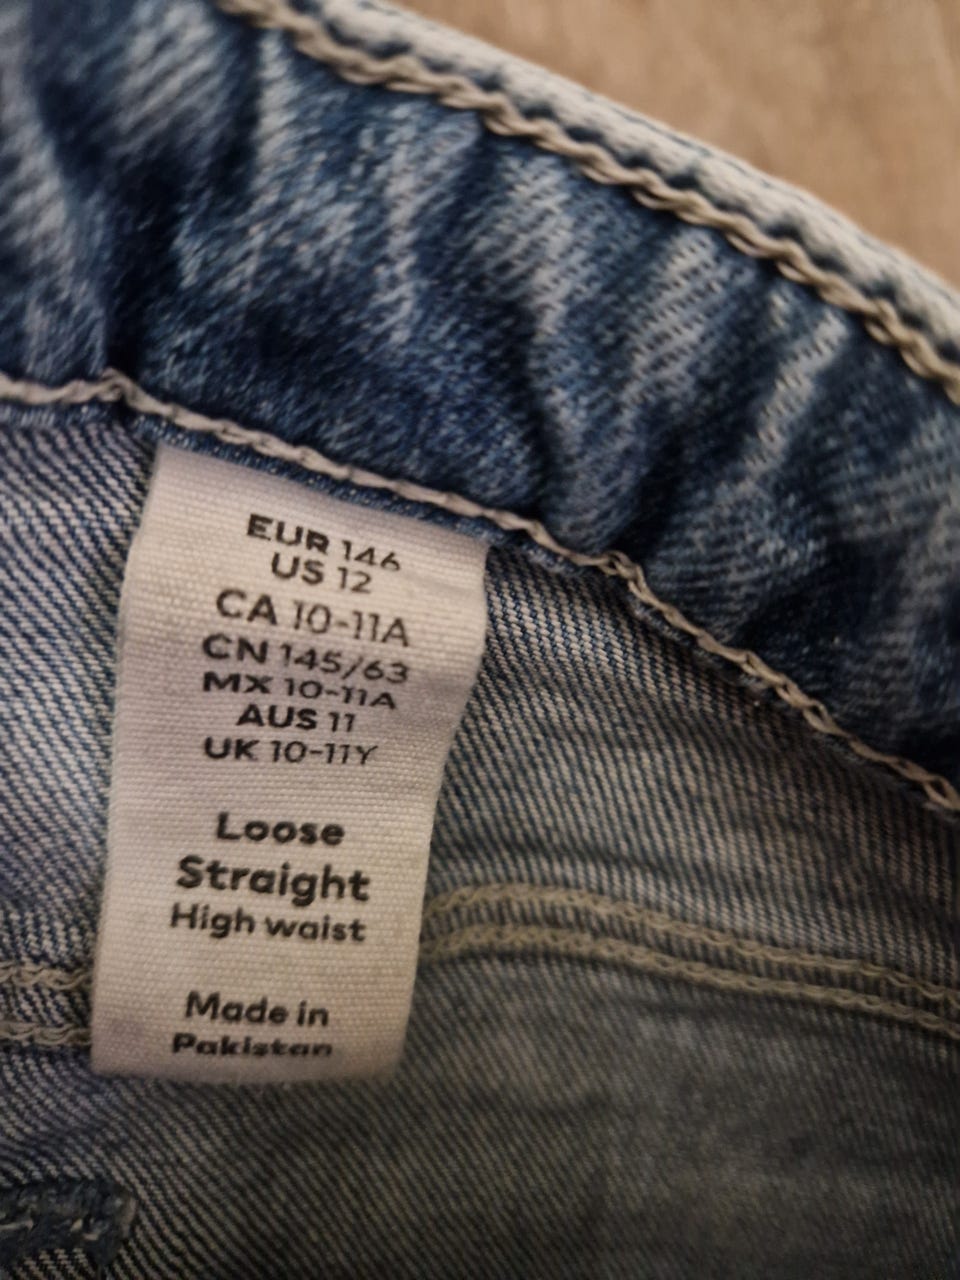 EUR 146
US 12
CA 10-11A
CN 145/63
MX 10-11A
AUS 11
UK 10-11Y
Loose
Straight
High waist
Made in
Pakistan